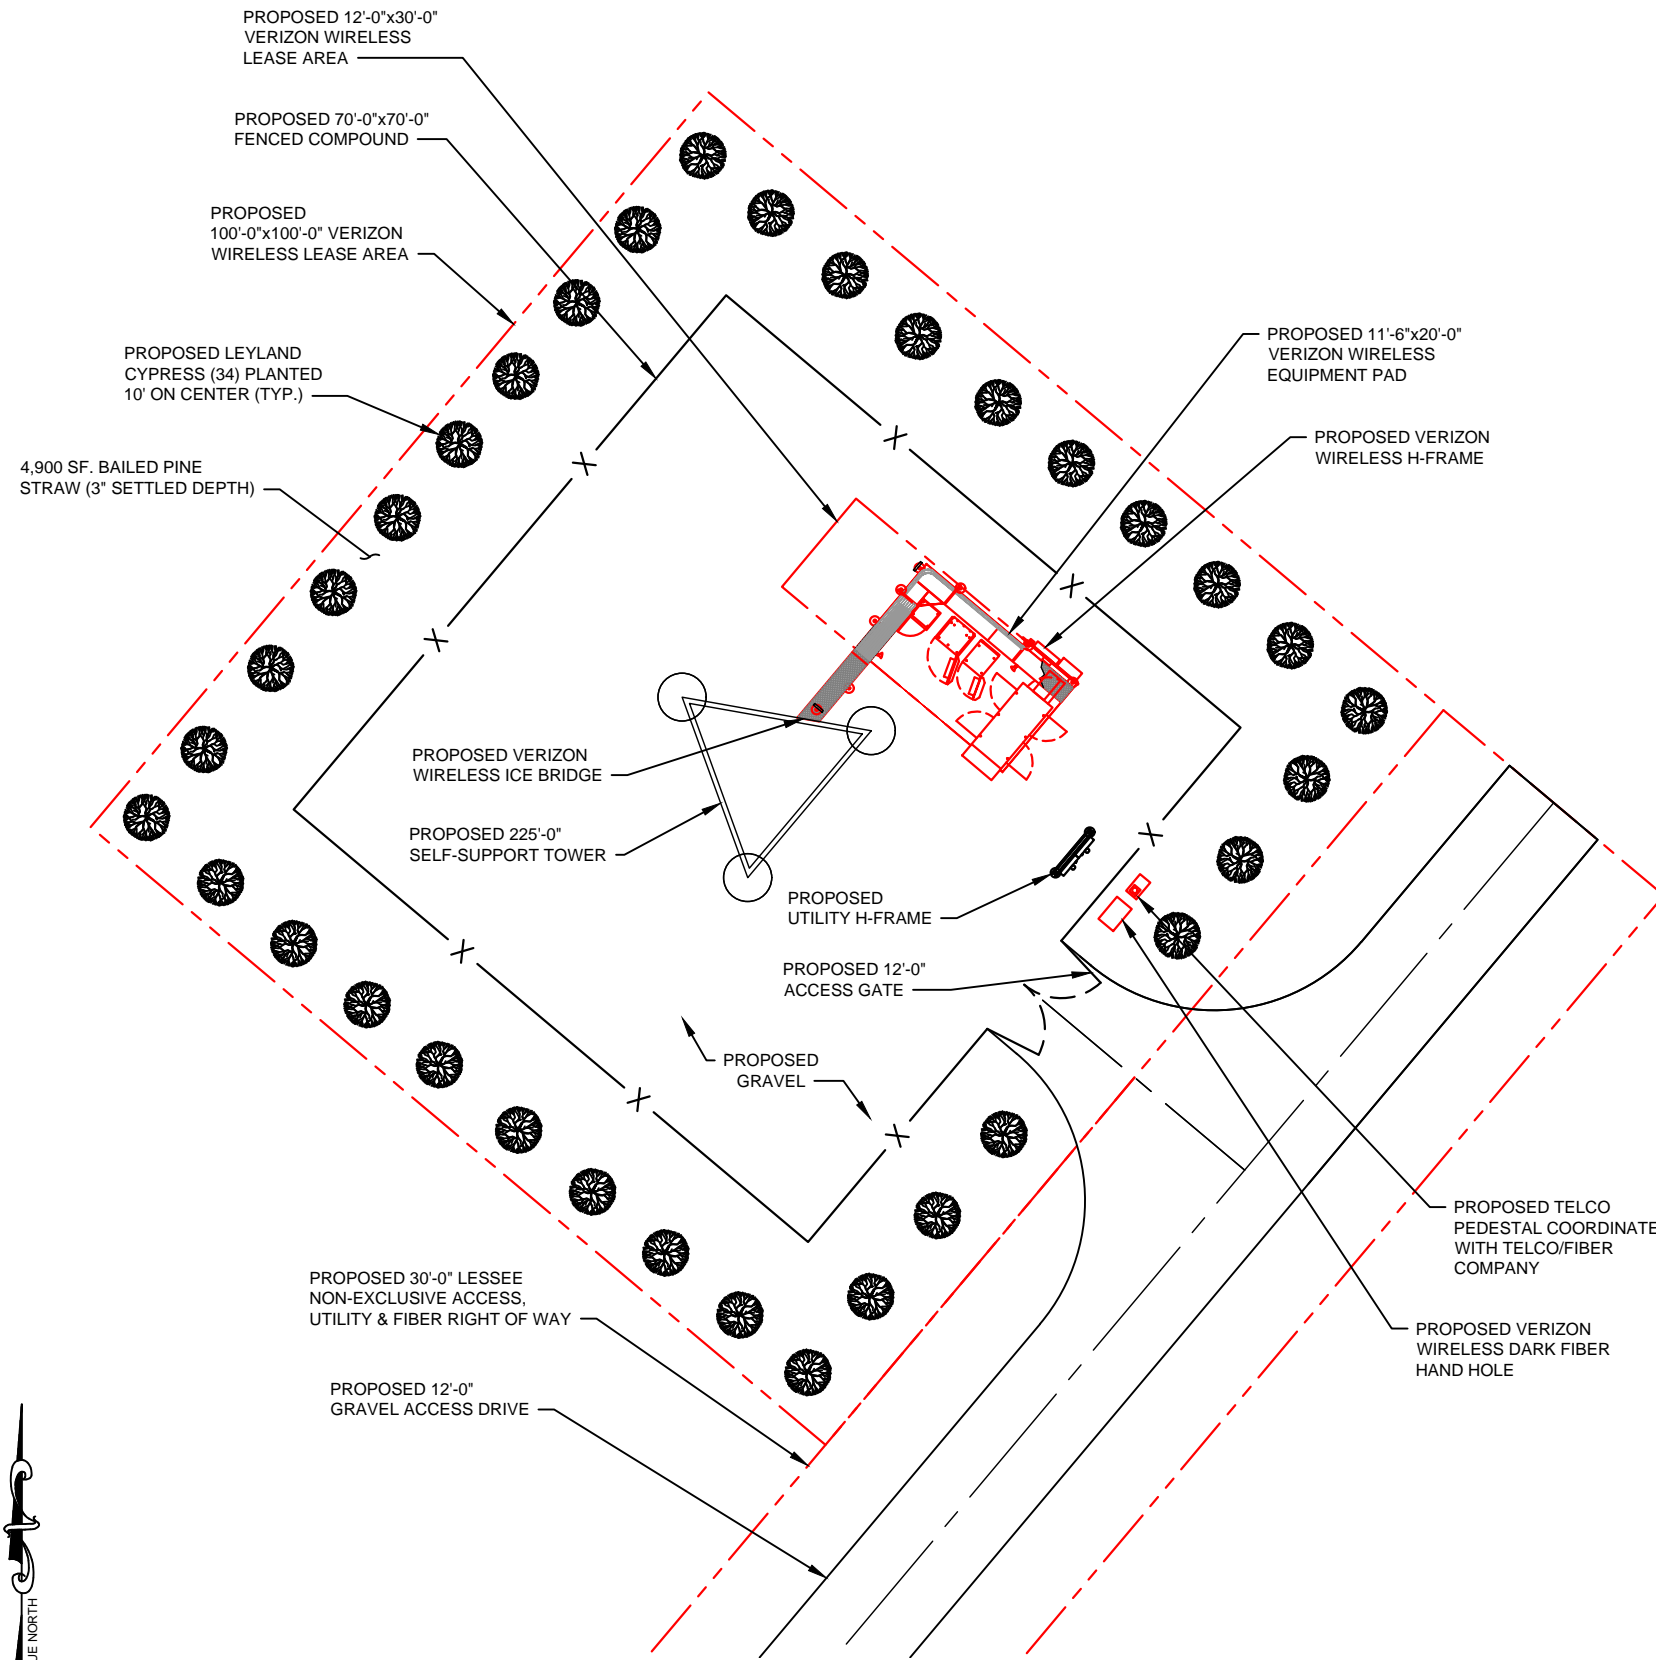 PROPOSED 12'-0"x30'-0"
VERIZON WIRELESS
LEASE AREA
PROPOSED 70'-0"x70'-0"
FENCED COMPOUND
PROPOSED
100'-0"x100'-0" VERIZON
WIRELESS LEASE AREA
PROPOSED LEYLAND
CYPRESS (34) PLANTED
10' ON CENTER (TYP.)
4,900 SF. BAILED PINE
STRAW (3" SETTLED DEPTH)
PROPOSED 11'-6"x20'-0"
VERIZON WIRELESS
EQUIPMENT PAD
PROPOSED VERIZON
WIRELESS H-FRAME
PROPOSED VERIZON
WIRELESS ICE BRIDGE
PROPOSED 225'-0"
SELF-SUPPORT TOWER
PROPOSED
UTILITY H-FRAME
PROPOSED 12'-0"
ACCESS GATE
PROPOSED
GRAVEL
PROPOSED TELCO
PEDESTAL COORDINATE
WITH TELCO/FIBER
COMPANY
PROPOSED VERIZON
WIRELESS DARK FIBER
HAND HOLE
PROPOSED 30'-0" LESSEE
NON-EXCLUSIVE ACCESS,
UTILITY & FIBER RIGHT OF WAY
PROPOSED 12'-0"
GRAVEL ACCESS DRIVE
UE NORTH